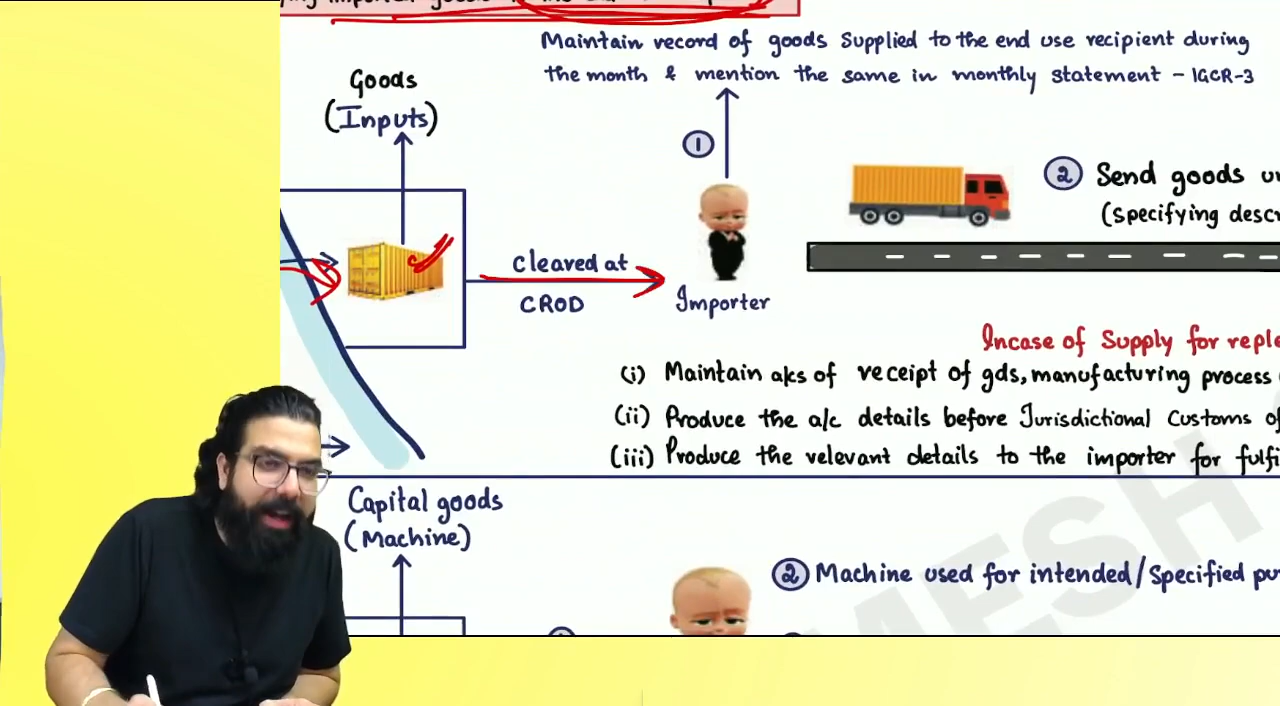 Maintain record of goods Supplied to the end use recipient during
the month & mention the same in monthly statement – IGCR-3
Goods
(Inputs)
①
② Send goods
(Specifying
cleared at
CROD
Importer
Incase of Supply for
(i) Maintain a/cs of receipt of gds, manufacturing process
(ii) Produce the a/c details before Jurisdictional Customs
(iii) Produce the relevant details to the importer for
Capital goods
(Machine)
② Machine used for intended/Specified